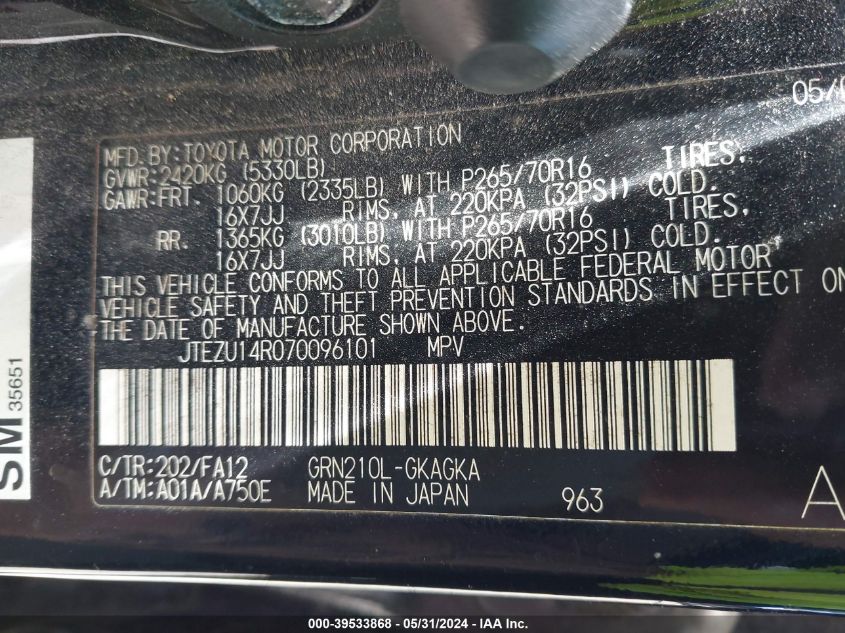 05/0
MFD.BY:TOYOTA MOTOR CORPORATION
GVWR:2420KG (5330LB)
GAWR:FRT. 1060KG (2335LB) WITH P265/70R16 TIRES,
16X7JJ RIMS, AT 220KPA (32PSI) COLD.
RR. 1365KG (3010LB) WITH P265/70R16 TIRES,
16X7JJ RIMS, AT 220KPA (32PSI) COLD.
THIS VEHICLE CONFORMS TO ALL APPLICABLE FEDERAL MOTOR
VEHICLE SAFETY AND THEFT PREVENTION STANDARDS IN EFFECT ON
THE DATE OF MANUFACTURE SHOWN ABOVE.
JTEZU14R070096101 MPV
C/TR:202/FA12 GRN210L-GKAGKA
A/TM:A01A/A750E MADE IN JAPAN 963 A
SM 35651
000-39533868 - 05/31/2024 - IAA Inc.